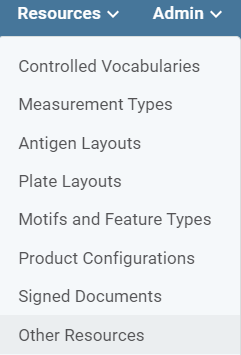 Resources Admin
Controlled Vocabularies
Measurement Types
Antigen Layouts
Plate Layouts
Motifs and Feature Types
Product Configurations
Signed Documents
Other Resources